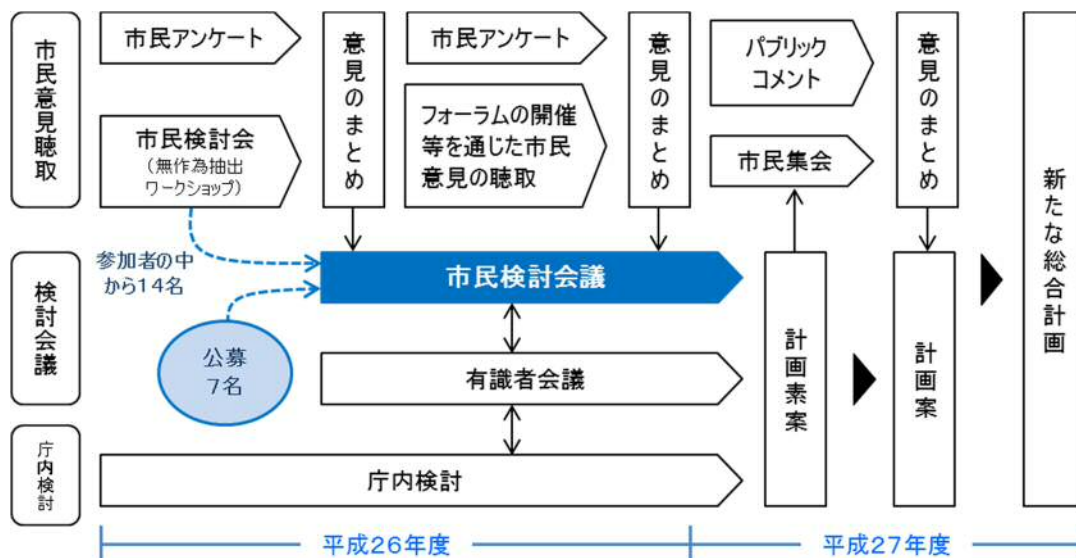 市民意見聴取
市民アンケート
市民検討会
(無作為抽出
ワークショップ)
意見のまとめ
市民アンケート
フォーラムの開催
等を通じた市民
意見の聴取
意見のまとめ
パブリック
コメント
市民集会
意見のまとめ
新たな総合計画
検討会議
参加者の中
から14名
公募
7名
市民検討会議
有識者会議
計画素案
計画案
庁内検討
庁内検討
平成26年度
平成27年度